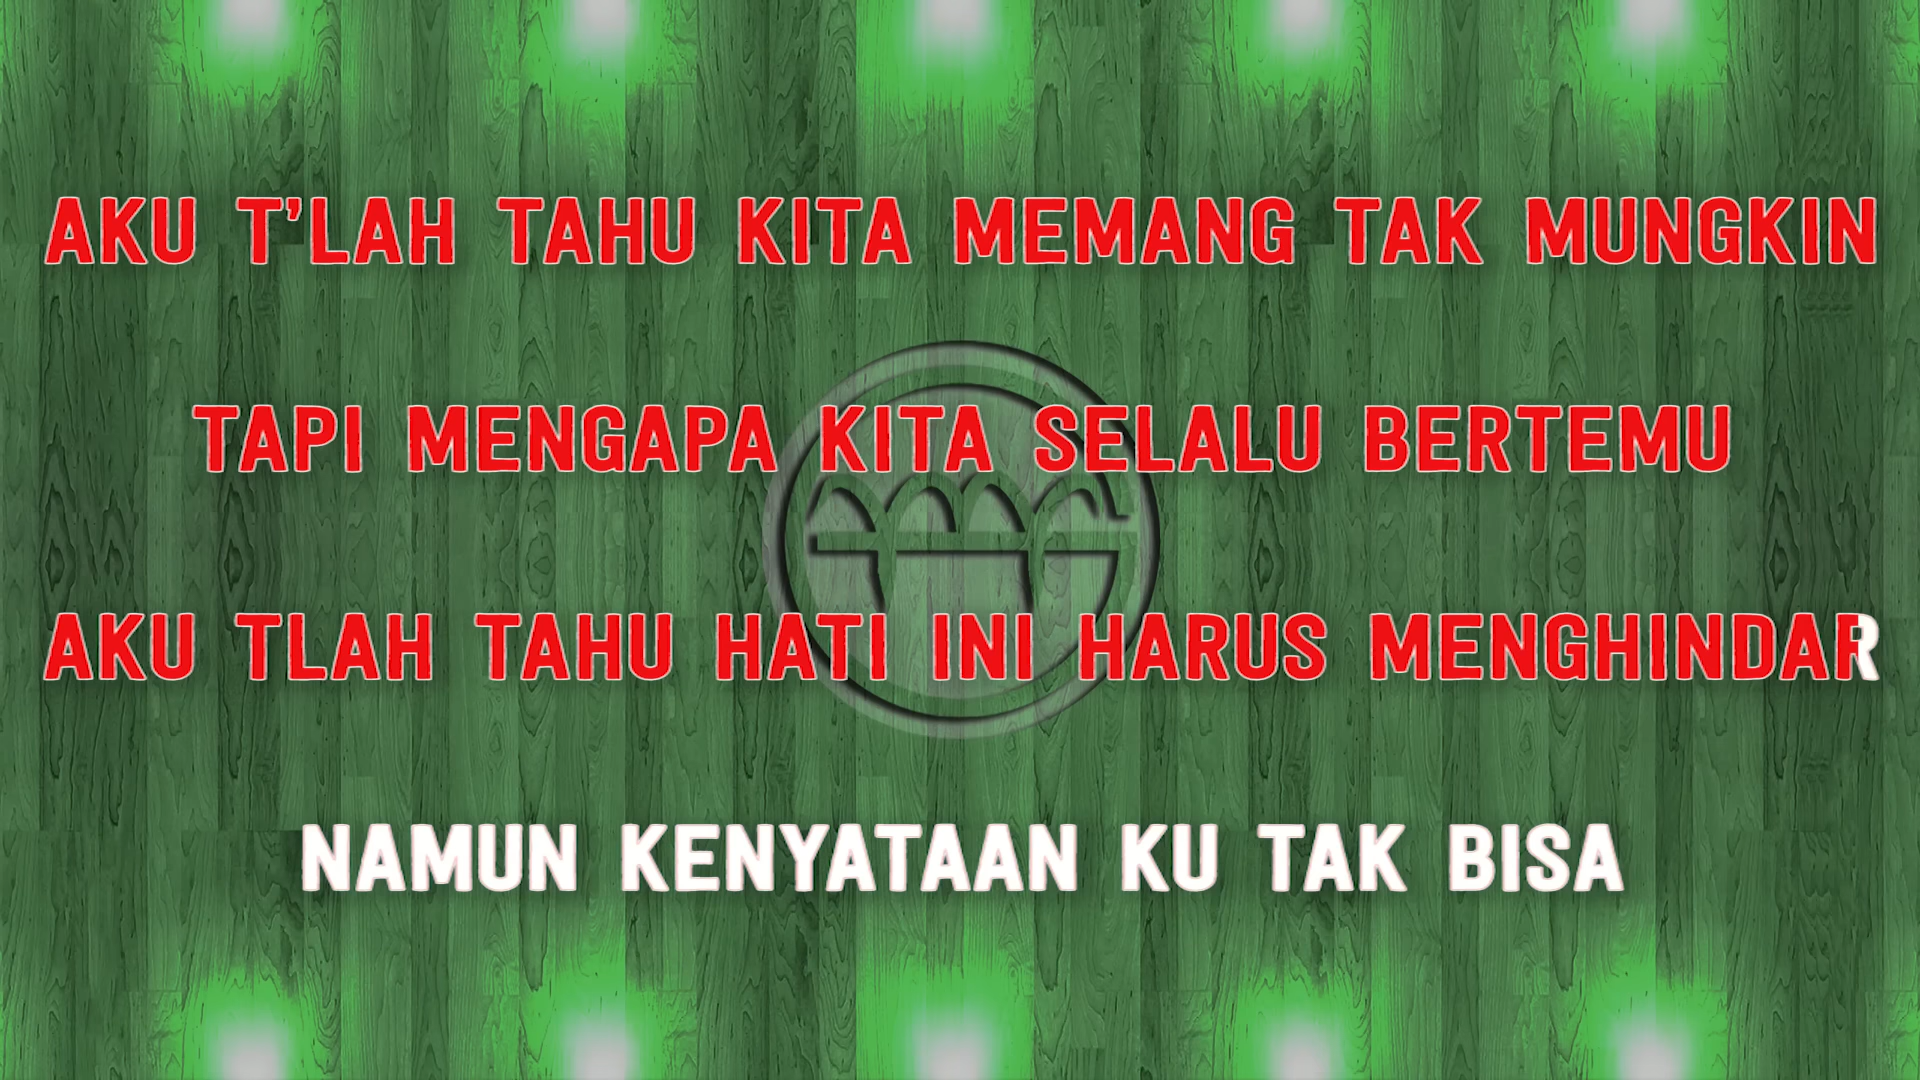 AKU T'LAH TAHU KITA MEMANG TAK MUNGKIN
TAPI MENGAPA KITA SELALU BERTEMU
AKU TLAH TAHU HATI INI HARUS MENGHINDAR
NAMUN KENYATAAN KU TAK BISA